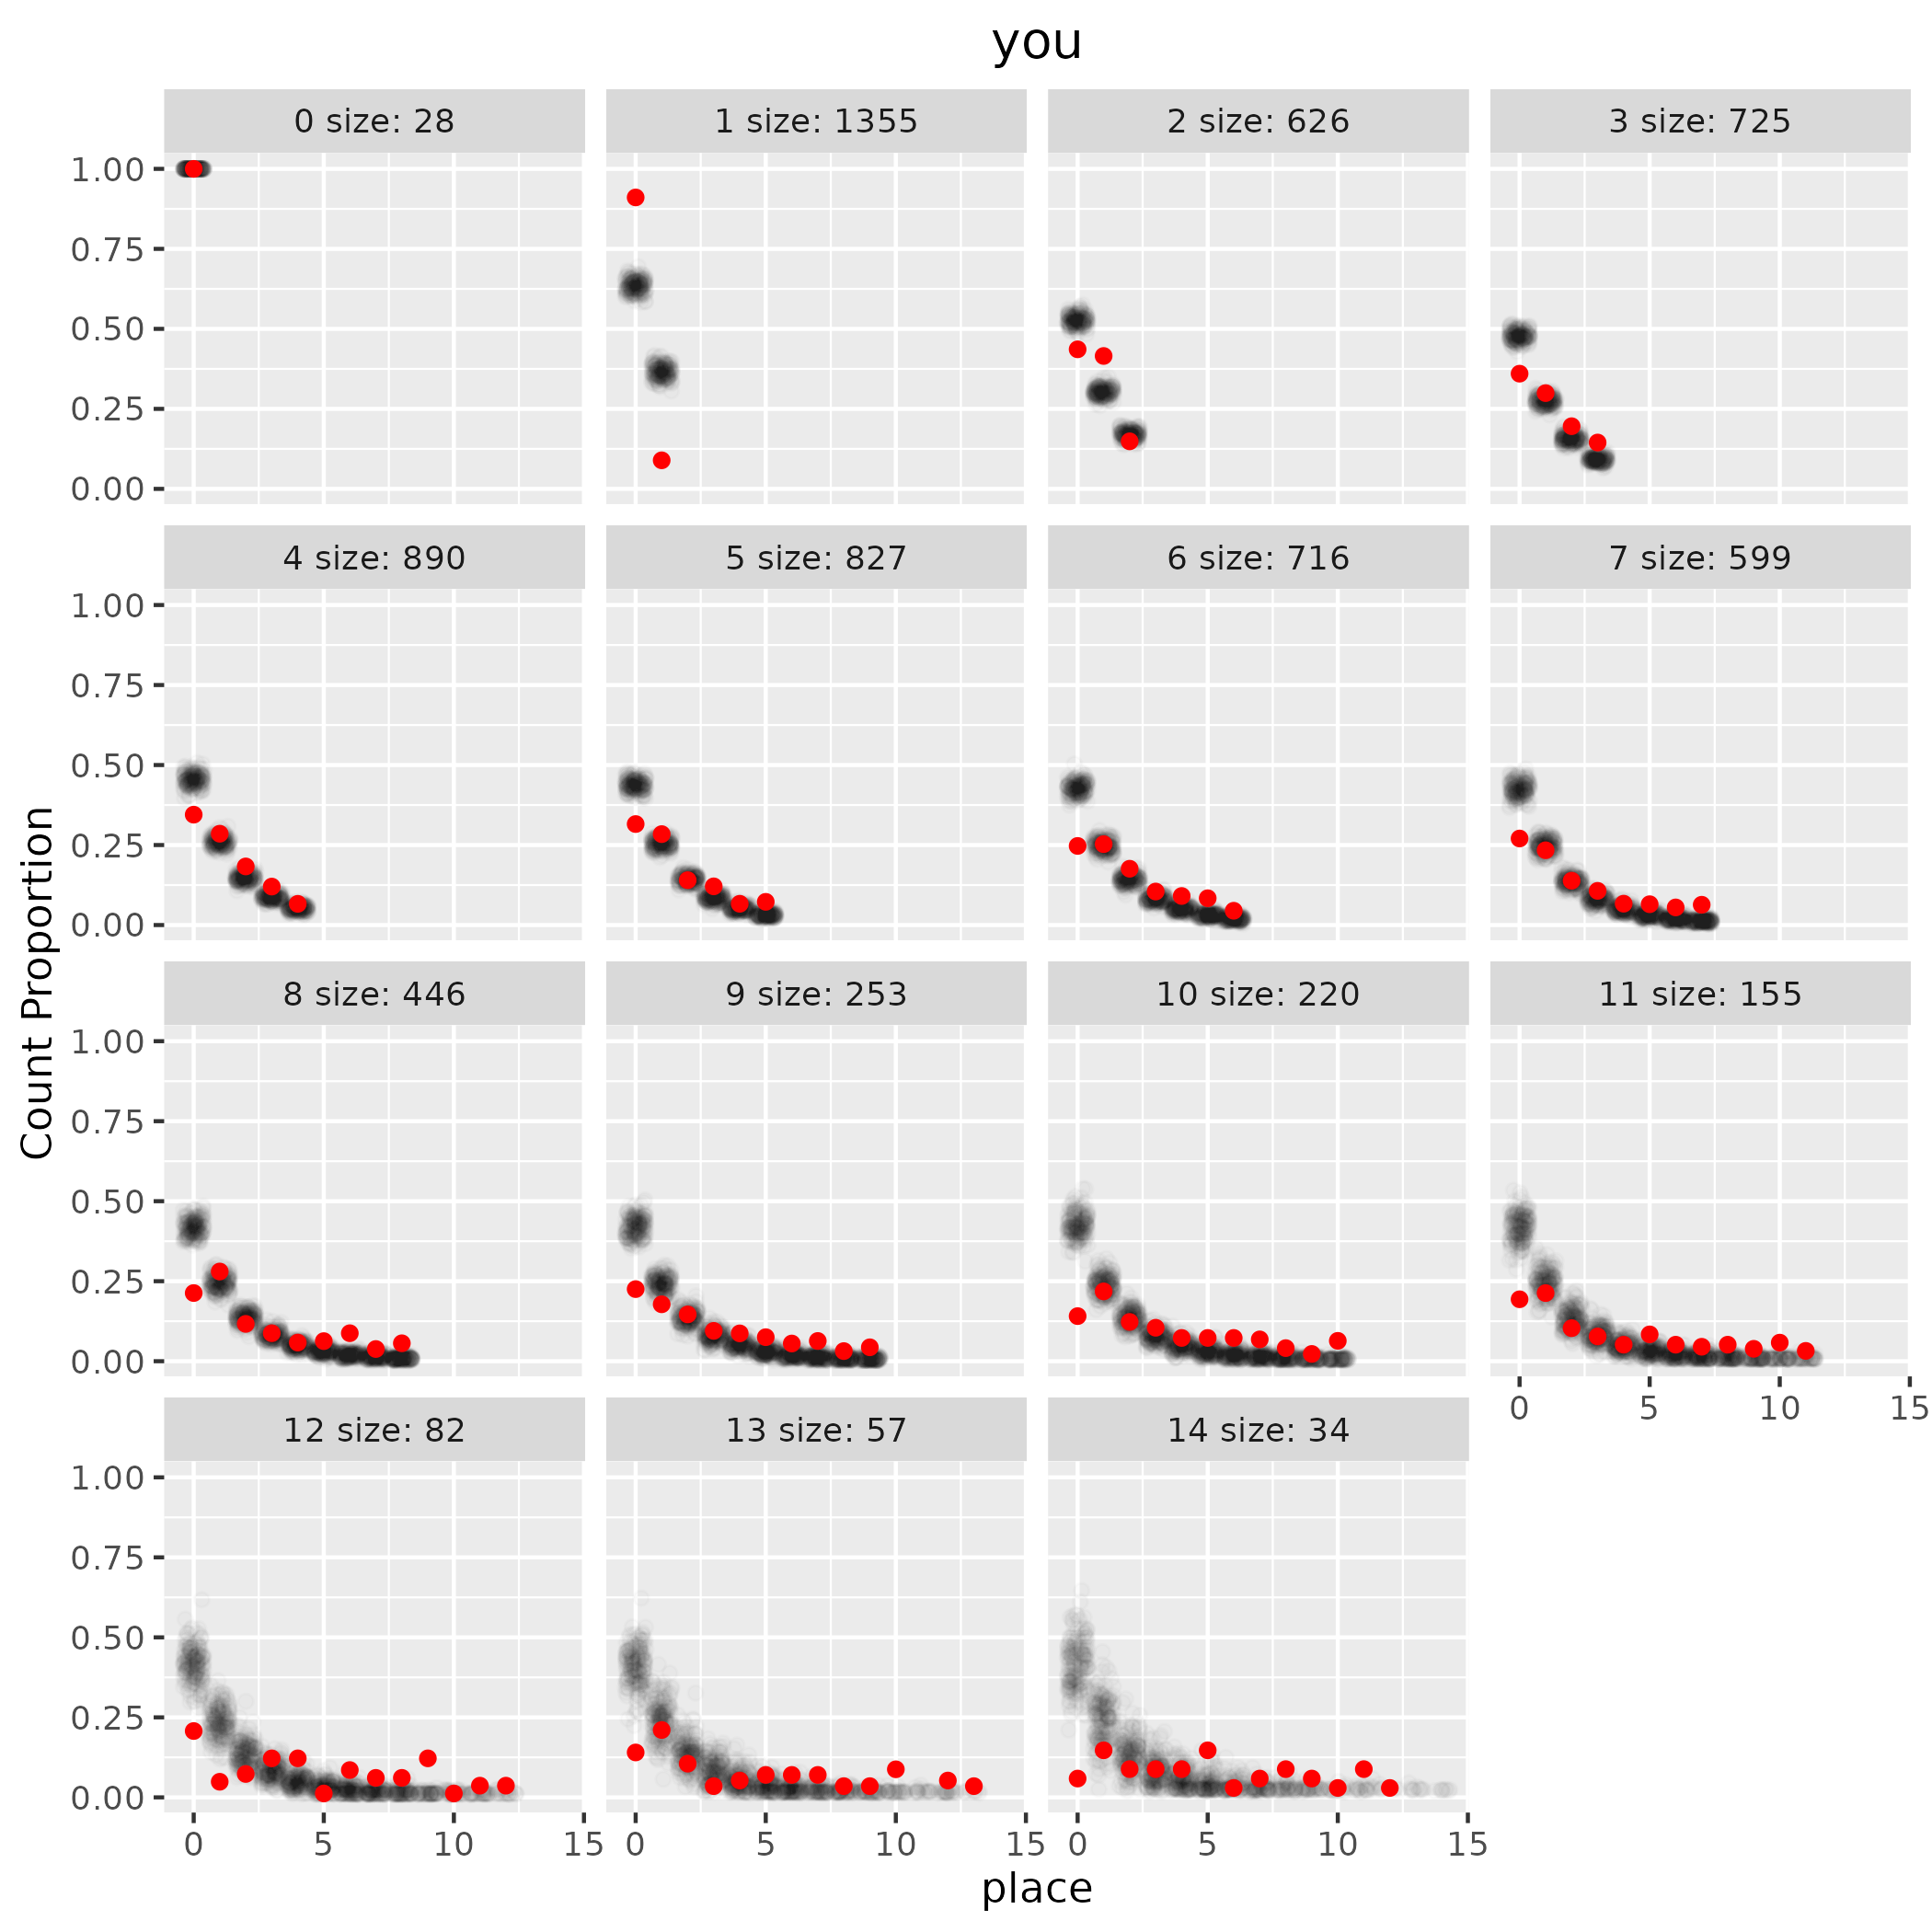 you
0 size: 28
1 size: 1355
2 size: 626
3 size: 725
1.00
0.75
0.50
0.25
0.00
4 size: 890
5 size: 827
6 size: 716
7 size: 599
1.00
0.75
0.50
0.25
0.00
Count Proportion
8 size: 446
9 size: 253
10 size: 220
11 size: 155
1.00
0.75
0.50
0.25
0.00
0 5 10 15
12 size: 82
13 size: 57
14 size: 34
1.00
0.75
0.50
0.25
0.00
0 5 10 15
0 5 10 15
0 5 10 15
place